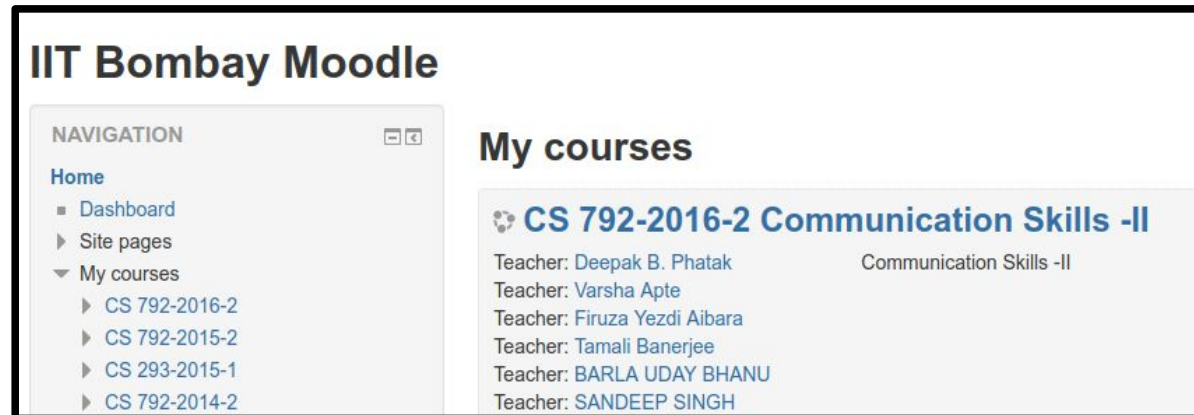 IIT Bombay Moodle
NAVIGATION
Home
Dashboard
Site pages
My courses
CS 792-2016-2
CS 792-2015-2
CS 293-2015-1
CS 792-2014-2
My courses
CS 792-2016-2 Communication Skills -II
Teacher: Deepak B. Phatak
Communication Skills -II
Teacher: Varsha Apte
Teacher: Firuza Yezdi Aibara
Teacher: Tamali Banerjee
Teacher: BARLA UDAY BHANU
Teacher: SANDEEP SINGH